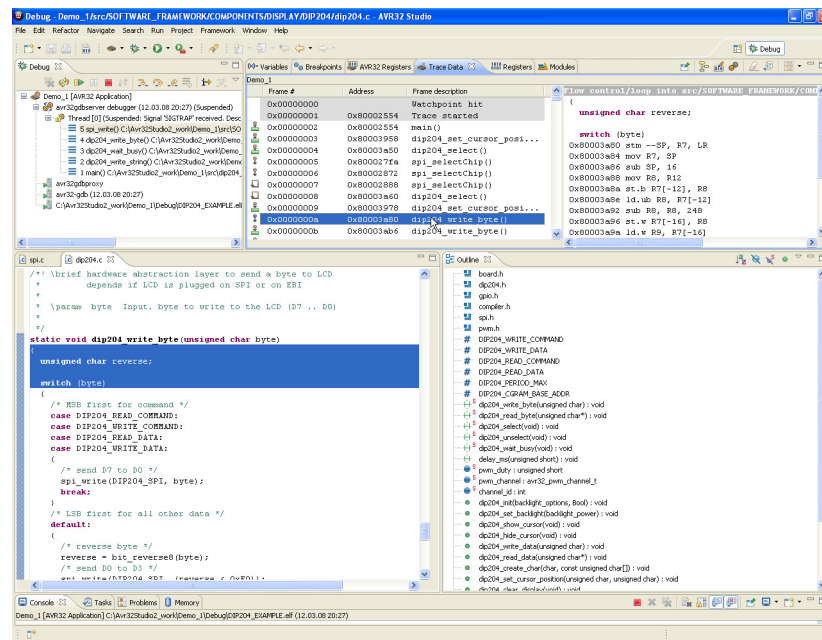 Debug - Demo_1/src/SOFTWARE_FRAMEWORK/COMPONENTS/DISPLAY/DIP204/dip204.c - AVR32 Studio
File Edit Refactor Navigate Search Run Project Framework Window Help
Debug
Debug
Demo_1 [AVR32 Application]
avr32gdbserver debugger (12.03.08 20:27) (Suspended)
Thread [0] (Suspended: Signal 'SIGTRAP' received. Desc
5 spi_write() C:\Avr32Studio2_work\Demo_1\src\SO
4 dip204_write_byte() C:\Avr32Studio2_work\Demo_
3 dip204_wait_busy() C:\Avr32Studio2_work\Demo_
2 dip204_write_string() C:\Avr32Studio2_work\Demo
1 main() C:\Avr32Studio2_work\Demo_1\src\dip204_
avr32gdbproxy
avr32-gdb (12.03.08 20:27)
C:\Avr32Studio2_work\Demo_1\Debug\DIP204_EXAMPLE.elf
Variables Breakpoints AVR32 Registers Trace Data Registers Modules
Demo_1
Frame # Address Frame description
0x00000000 Watchpoint hit
0x00000001 0x80002554 Trace started
0x00000002 0x80002554 main()
0x00000003 0x80003958 dip204_set_cursor_posi...
0x00000004 0x80003a50 dip204_select()
0x00000005 0x800027fa spi_selectChip()
0x00000006 0x80002872 spi_selectChip()
0x00000007 0x80002888 spi_selectChip()
0x00000008 0x80003a60 dip204_select()
0x00000009 0x80003978 dip204_set_cursor_posi...
0x0000000a 0x80003a80 dip204_write_byte()
0x0000000b 0x80003ab6 dip204_write_byte()
Flow control/loop into src/SOFTWARE_FRAMEWORK/COM
{
unsigned char reverse;
switch (byte)
0x80003a80 stm --SP, R7, LR
0x80003a84 mov R7, SP
0x80003a86 sub SP, 16
0x80003a88 mov R8, R12
0x80003a8a st.b R7[-12], R8
0x80003a8e ld.ub R8, R7[-12]
0x80003a92 sub R8, R8, 248
0x80003a96 st.w R7[-16], R8
0x80003a9a ld.w R9, R7[-16]
spi.c dip204.c
/*! \brief hardware abstraction layer to send a byte to LCD
* depends if LCD is plugged on SPI or on EBI
*
* \param byte Input. byte to write to the LCD (D7 .. D0)
*
*/
static void dip204_write_byte(unsigned char byte)
{
unsigned char reverse;
switch (byte)
{
/* MSB first for command */
case DIP204_READ_COMMAND:
case DIP204_WRITE_COMMAND:
case DIP204_READ_DATA:
case DIP204_WRITE_DATA:
{
/* send D7 to D0 */
spi_write(DIP204_SPI, byte);
break;
}
/* LSB first for all other data */
default:
{
/* reverse byte */
reverse = bit_reverse8(byte);
/* send D0 to D3 */
spi_write(DIP204_SPI, (reverse & 0xF0));
Outline
board.h
dip204.h
gpio.h
compiler.h
spi.h
pwm.h
DIP204_WRITE_COMMAND
DIP204_WRITE_DATA
DIP204_READ_COMMAND
DIP204_READ_DATA
DIP204_PERIOD_MAX
DIP204_CGRAM_BASE_ADDR
dip204_write_byte(unsigned char) : void
dip204_read_byte(unsigned char*) : void
dip204_select(void) : void
dip204_unselect(void) : void
dip204_wait_busy(void) : void
delay_ms(unsigned short) : void
pwm_duty : unsigned short
pwm_channel : avr32_pwm_channel_t
channel_id : int
dip204_init(backlight_options, Bool) : void
dip204_set_backlight(backlight_power) : void
dip204_show_cursor(void) : void
dip204_hide_cursor(void) : void
dip204_write_data(unsigned char) : void
dip204_read_data(unsigned char*) : void
dip204_create_char(char, const unsigned char[]) : void
dip204_set_cursor_position(unsigned char, unsigned char) : void
dip204_clear_display(void) : void
Console Tasks Problems Memory
Demo_1 [AVR32 Application] C:\Avr32Studio2_work\Demo_1\Debug\DIP204_EXAMPLE.elf (12.03.08 20:27)